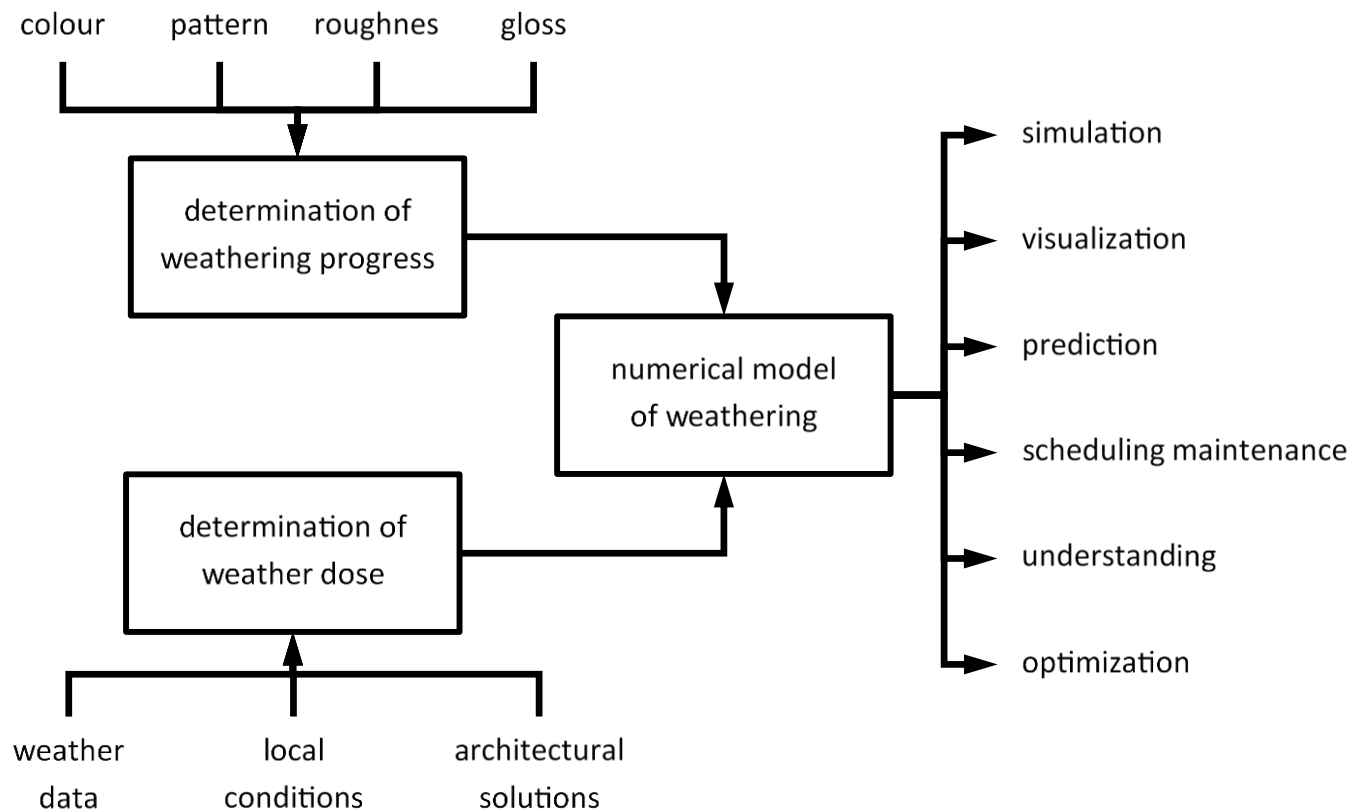 colour pattern roughnes gloss
determination of
weathering progress
numerical model
of weathering
determination of
weather dose
weather
data
local
conditions
architectural
solutions
simulation
visualization
prediction
scheduling maintenance
understanding
optimization